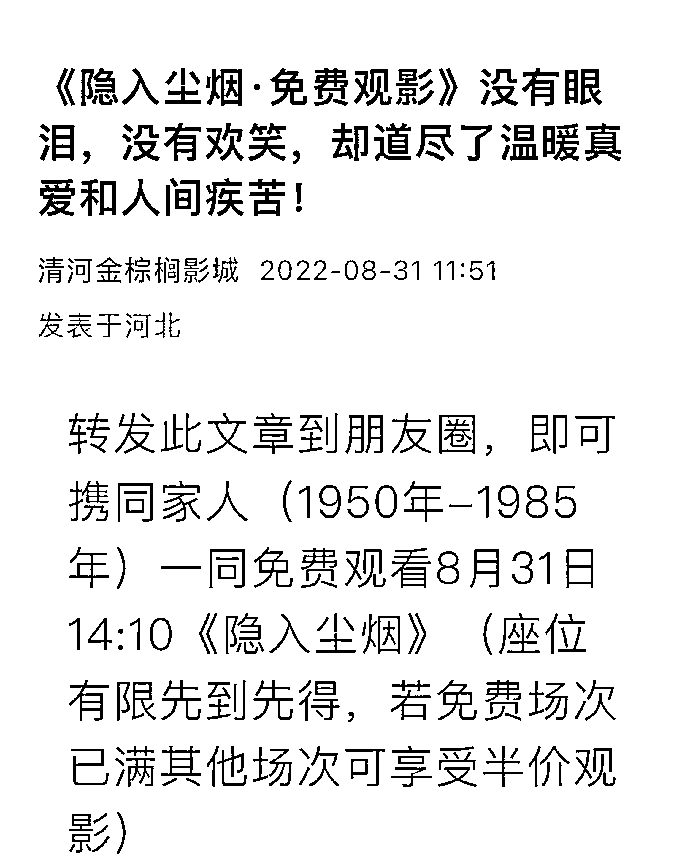 《隐入尘烟·免费观影》没有眼
泪，没有欢笑，却道尽了温暖真
爱和人间疾苦！
清河金棕榈影城 2022-08-31 11:51
发表于河北
转发此文章到朋友圈，即可
携同家人（1950年-1985
年）一同免费观看8月31日
14:10《隐入尘烟》（座位
有限先到先得，若免费场次
已满其他场次可享受半价观
影）